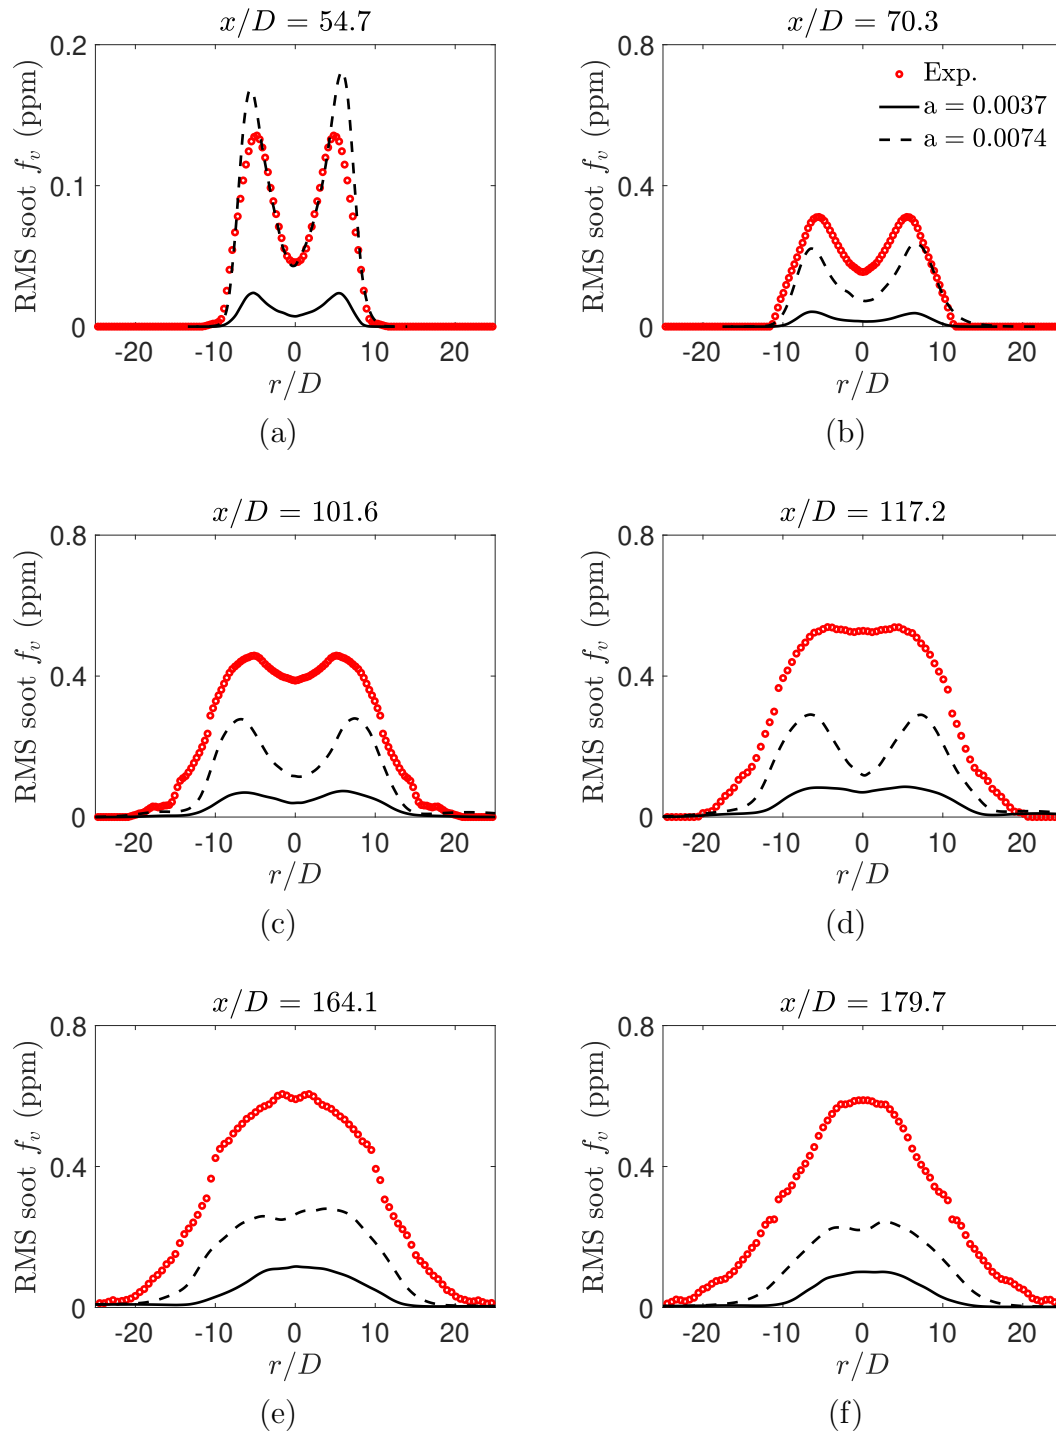 x/D = 54.7
0.2
0.1
0
RMS soot f_v (ppm)
-20 -10 0 10 20
r/D
(a)
x/D = 70.3
0.8
0.4
0
RMS soot f_v (ppm)
Exp.
a = 0.0037
a = 0.0074
-20 -10 0 10 20
r/D
(b)
x/D = 101.6
0.8
0.4
0
RMS soot f_v (ppm)
-20 -10 0 10 20
r/D
(c)
x/D = 117.2
0.8
0.4
0
RMS soot f_v (ppm)
-20 -10 0 10 20
r/D
(d)
x/D = 164.1
0.8
0.4
0
RMS soot f_v (ppm)
-20 -10 0 10 20
r/D
(e)
x/D = 179.7
0.8
0.4
0
RMS soot f_v (ppm)
-20 -10 0 10 20
r/D
(f)